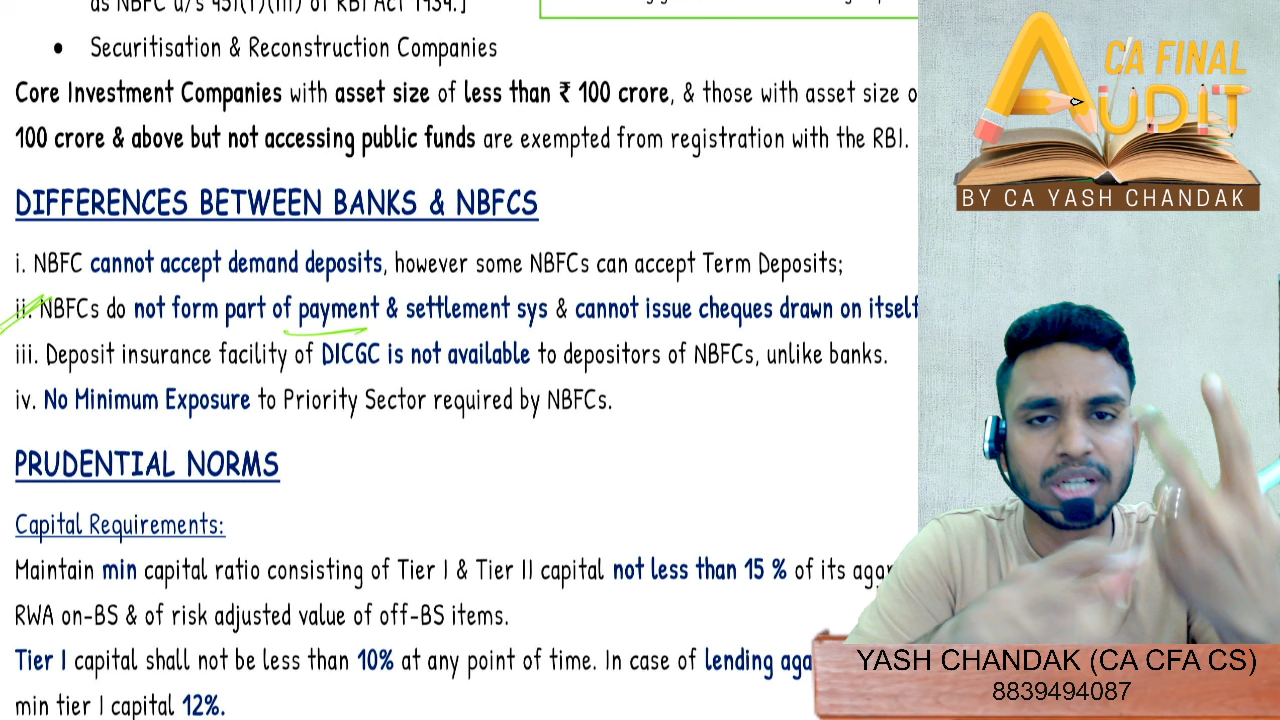 as NBFC u/s 45I(f)(iii) of RBI Act 1934.]
• Securitisation & Reconstruction Companies
Core Investment Companies with asset size of less than ₹ 100 crore, & those with asset size
100 crore & above but not accessing public funds are exempted from registration with the RBI.
DIFFERENCES BETWEEN BANKS & NBFCS
i. NBFC cannot accept demand deposits, however some NBFCs can accept Term Deposits;
ii. NBFCs do not form part of payment & settlement sys & cannot issue cheques drawn on itself
iii. Deposit insurance facility of DICGC is not available to depositors of NBFCs, unlike banks.
iv. No Minimum Exposure to Priority Sector required by NBFCs.
PRUDENTIAL NORMS
Capital Requirements:
Maintain min capital ratio consisting of Tier I & Tier II capital not less than 15 % of its
RWA on-BS & of risk adjusted value of off-BS items.
Tier I capital shall not be less than 10% at any point of time. In case of lending
min tier I capital 12%.
CA FINAL
AUDIT
BY CA YASH CHANDAK
YASH CHANDAK (CA CFA CS)
8839494087